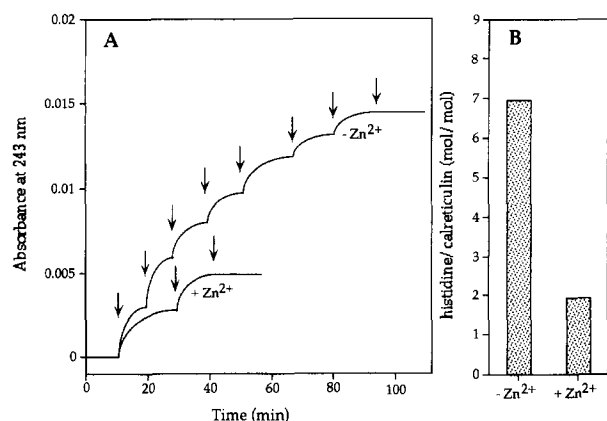 A
0.02
0.015
0.01
0.005
0
Absorbance at 243 nm
- Zn²⁺
+ Zn²⁺
0 20 40 60 80 100
Time (min)
B
9
8
7
6
5
4
3
2
1
0
histidine/ calreticulin (mol/ mol)
- Zn²⁺ + Zn²⁺